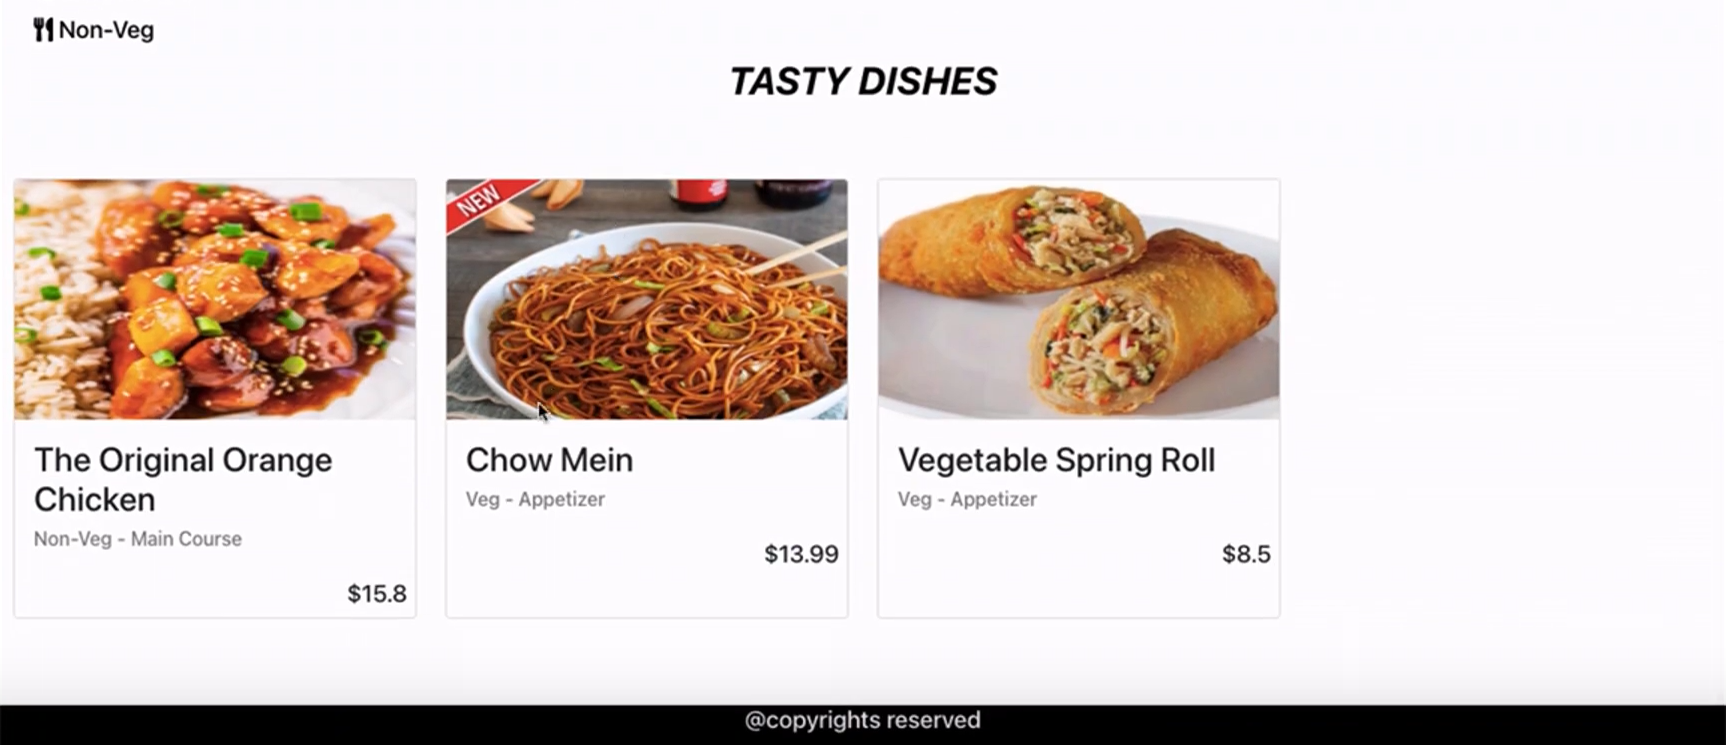 Non-Veg
TASTY DISHES
NEW
The Original Orange
Chicken
Non-Veg - Main Course
$15.8
Chow Mein
Veg - Appetizer
$13.99
Vegetable Spring Roll
Veg - Appetizer
$8.5
@copyrights reserved